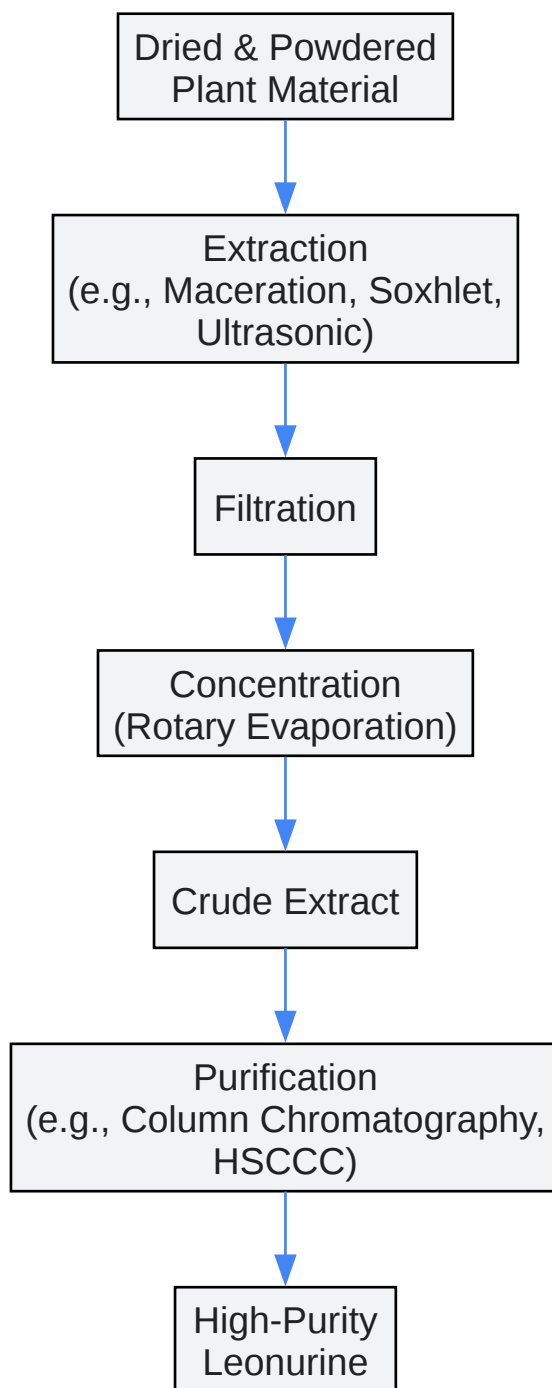 Dried & Powdered
Plant Material
Extraction
(e.g., Maceration, Soxhlet,
Ultrasonic)
Filtration
Concentration
(Rotary Evaporation)
Crude Extract
Purification
(e.g., Column Chromatography,
HSCCC)
High-Purity
Leonurine